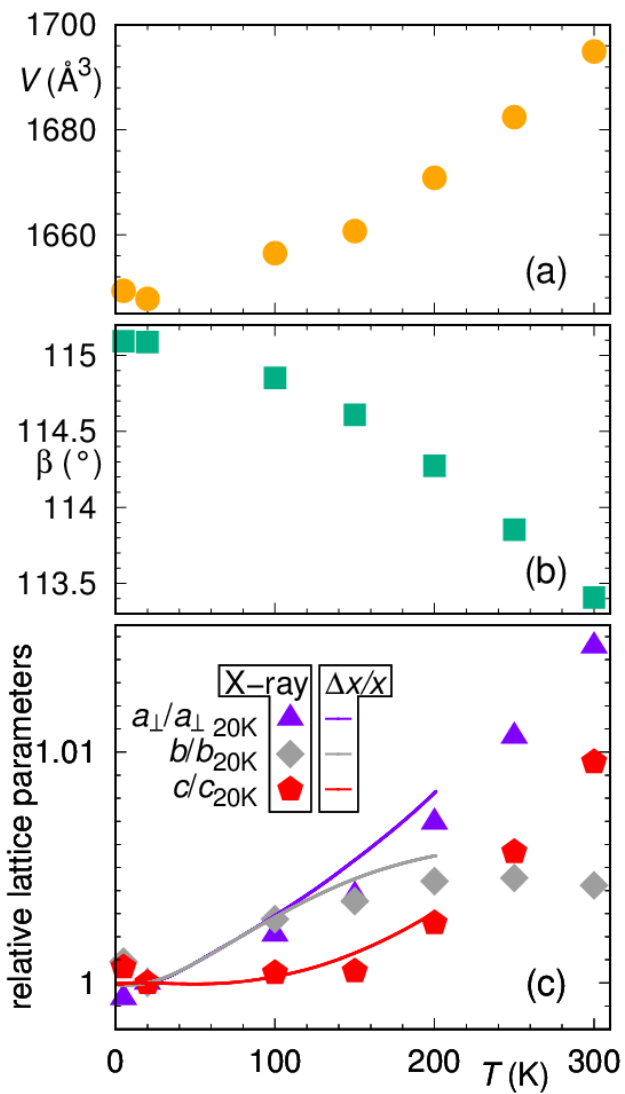 1700
V (Å³)
1680
1660
(a)
115
114.5
β (°)
114
113.5
(b)
relative lattice parameters
X−ray Δx/x
a⊥/a⊥ 20K
1.01
b/b20K
c/c20K
1
(c)
0 100 200 T (K) 300